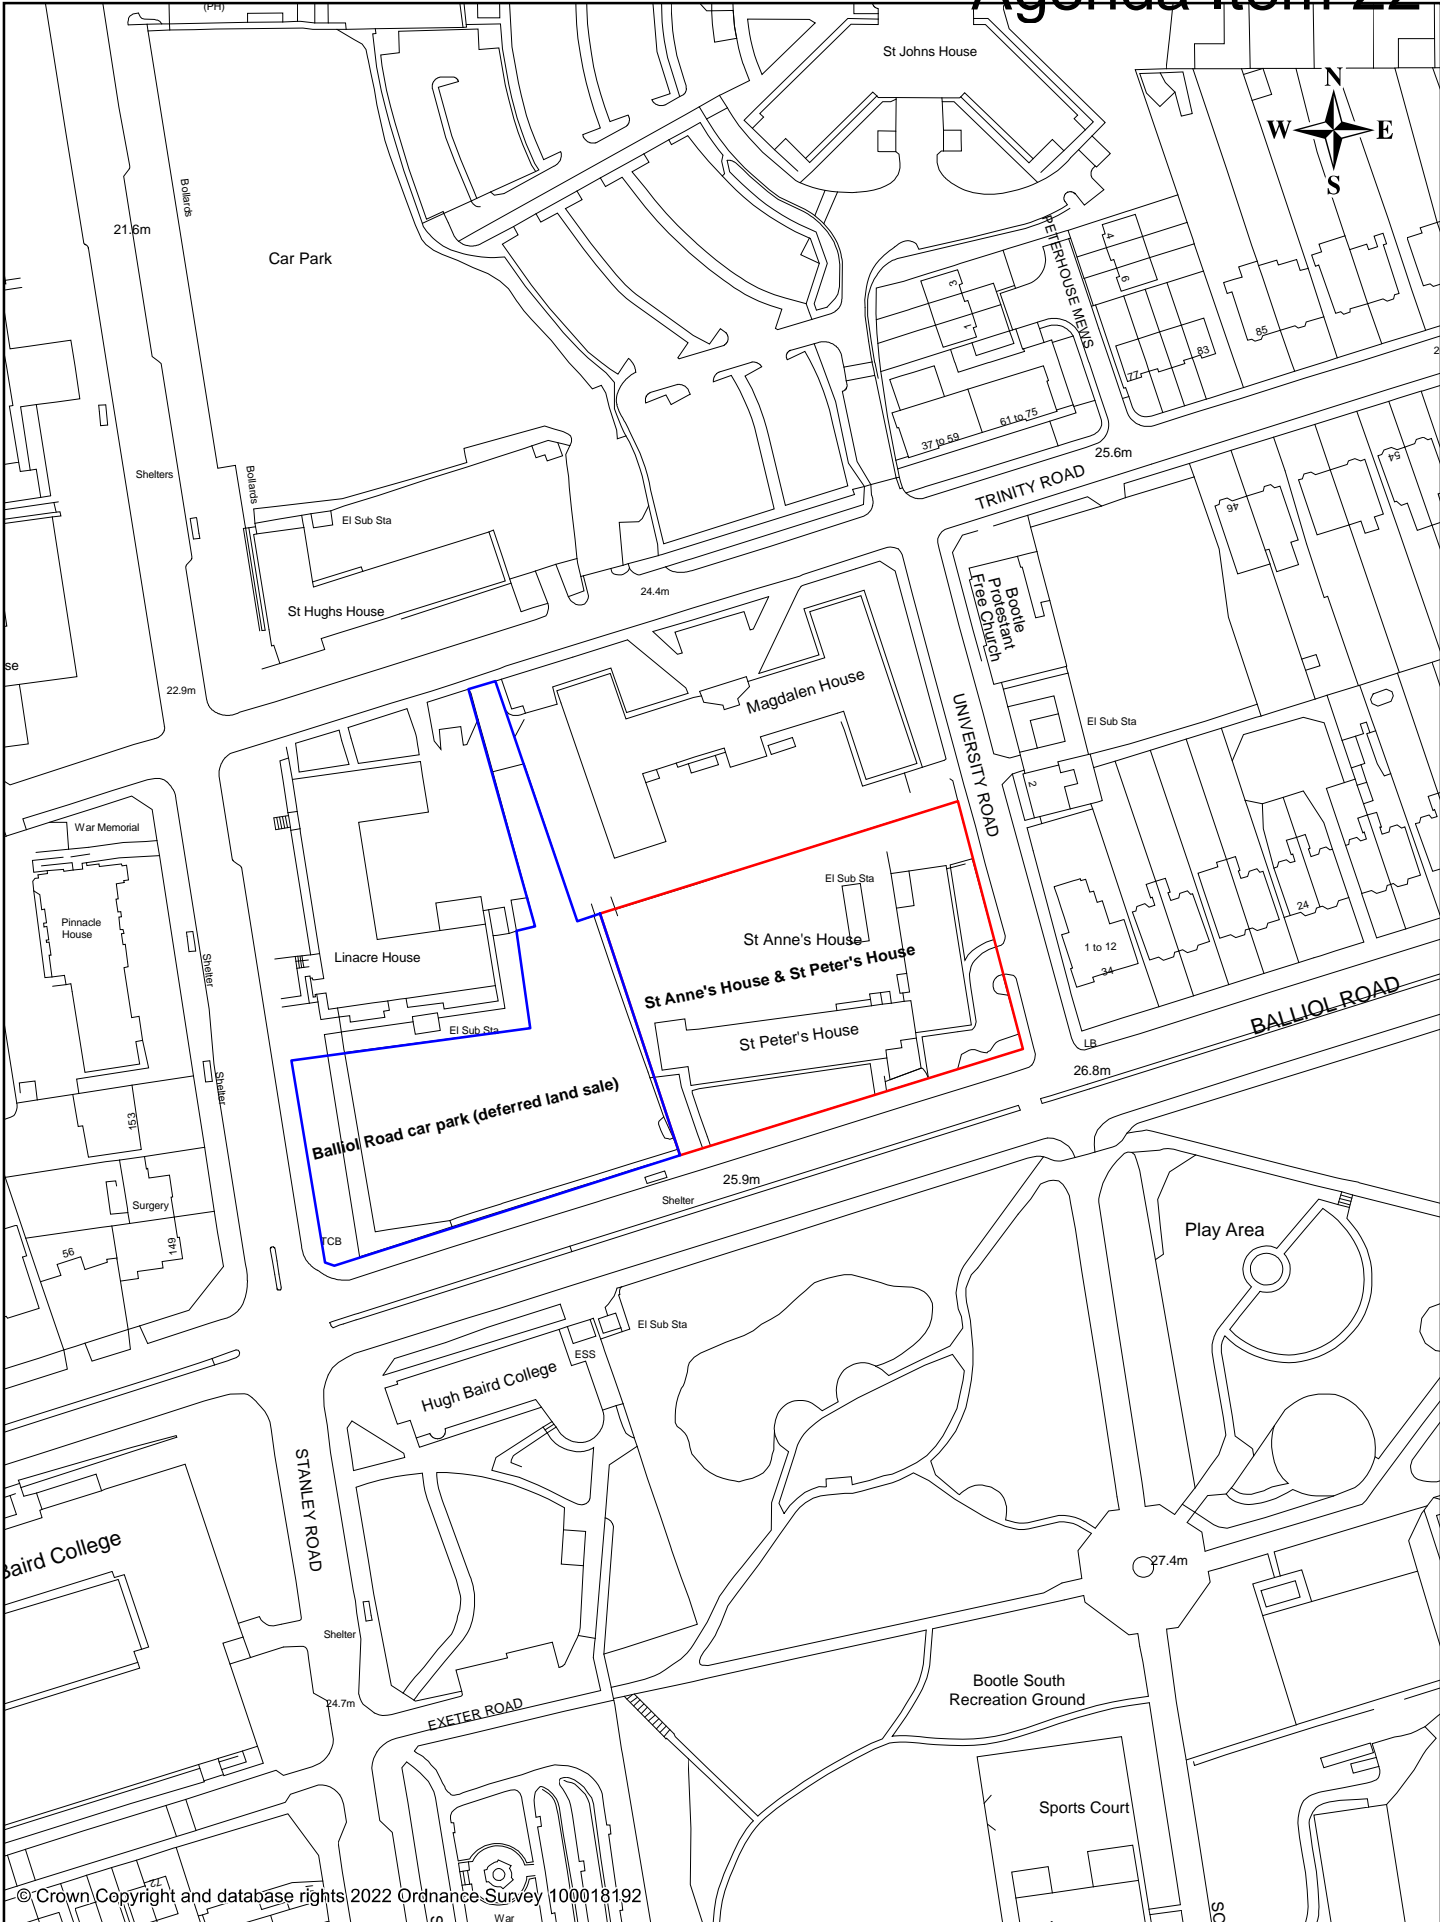 Agenda Item 22
(PH)
St Johns House
N
W E
S
Bollards
21.6m
Car Park
PETERHOUSE MEWS
4
6
3
1
85
83
77
37 to 59
61 to 75
25.6m
TRINITY ROAD
54
46
Shelters
Bollards
El Sub Sta
St Hughs House
24.4m
Bootle
Protestant
Free Church
22.9m
Magdalen House
UNIVERSITY ROAD
El Sub Sta
2
War Memorial
Pinnacle
House
Linacre House
El Sub Sta
St Anne's House
St Anne's House & St Peter's House
1 to 12
34
24
Shelter
El Sub Sta
St Peter's House
BALLIOL ROAD
LB
26.8m
Shelter
153
Balliol Road car park (deferred land sale)
25.9m
Shelter
Surgery
149
56
TCB
Play Area
El Sub Sta
ESS
Hugh Baird College
STANLEY ROAD
Baird College
27.4m
Shelter
Bootle South
Recreation Ground
24.7m
EXETER ROAD
Sports Court
72
© Crown Copyright and database rights 2022 Ordnance Survey 100018192
War